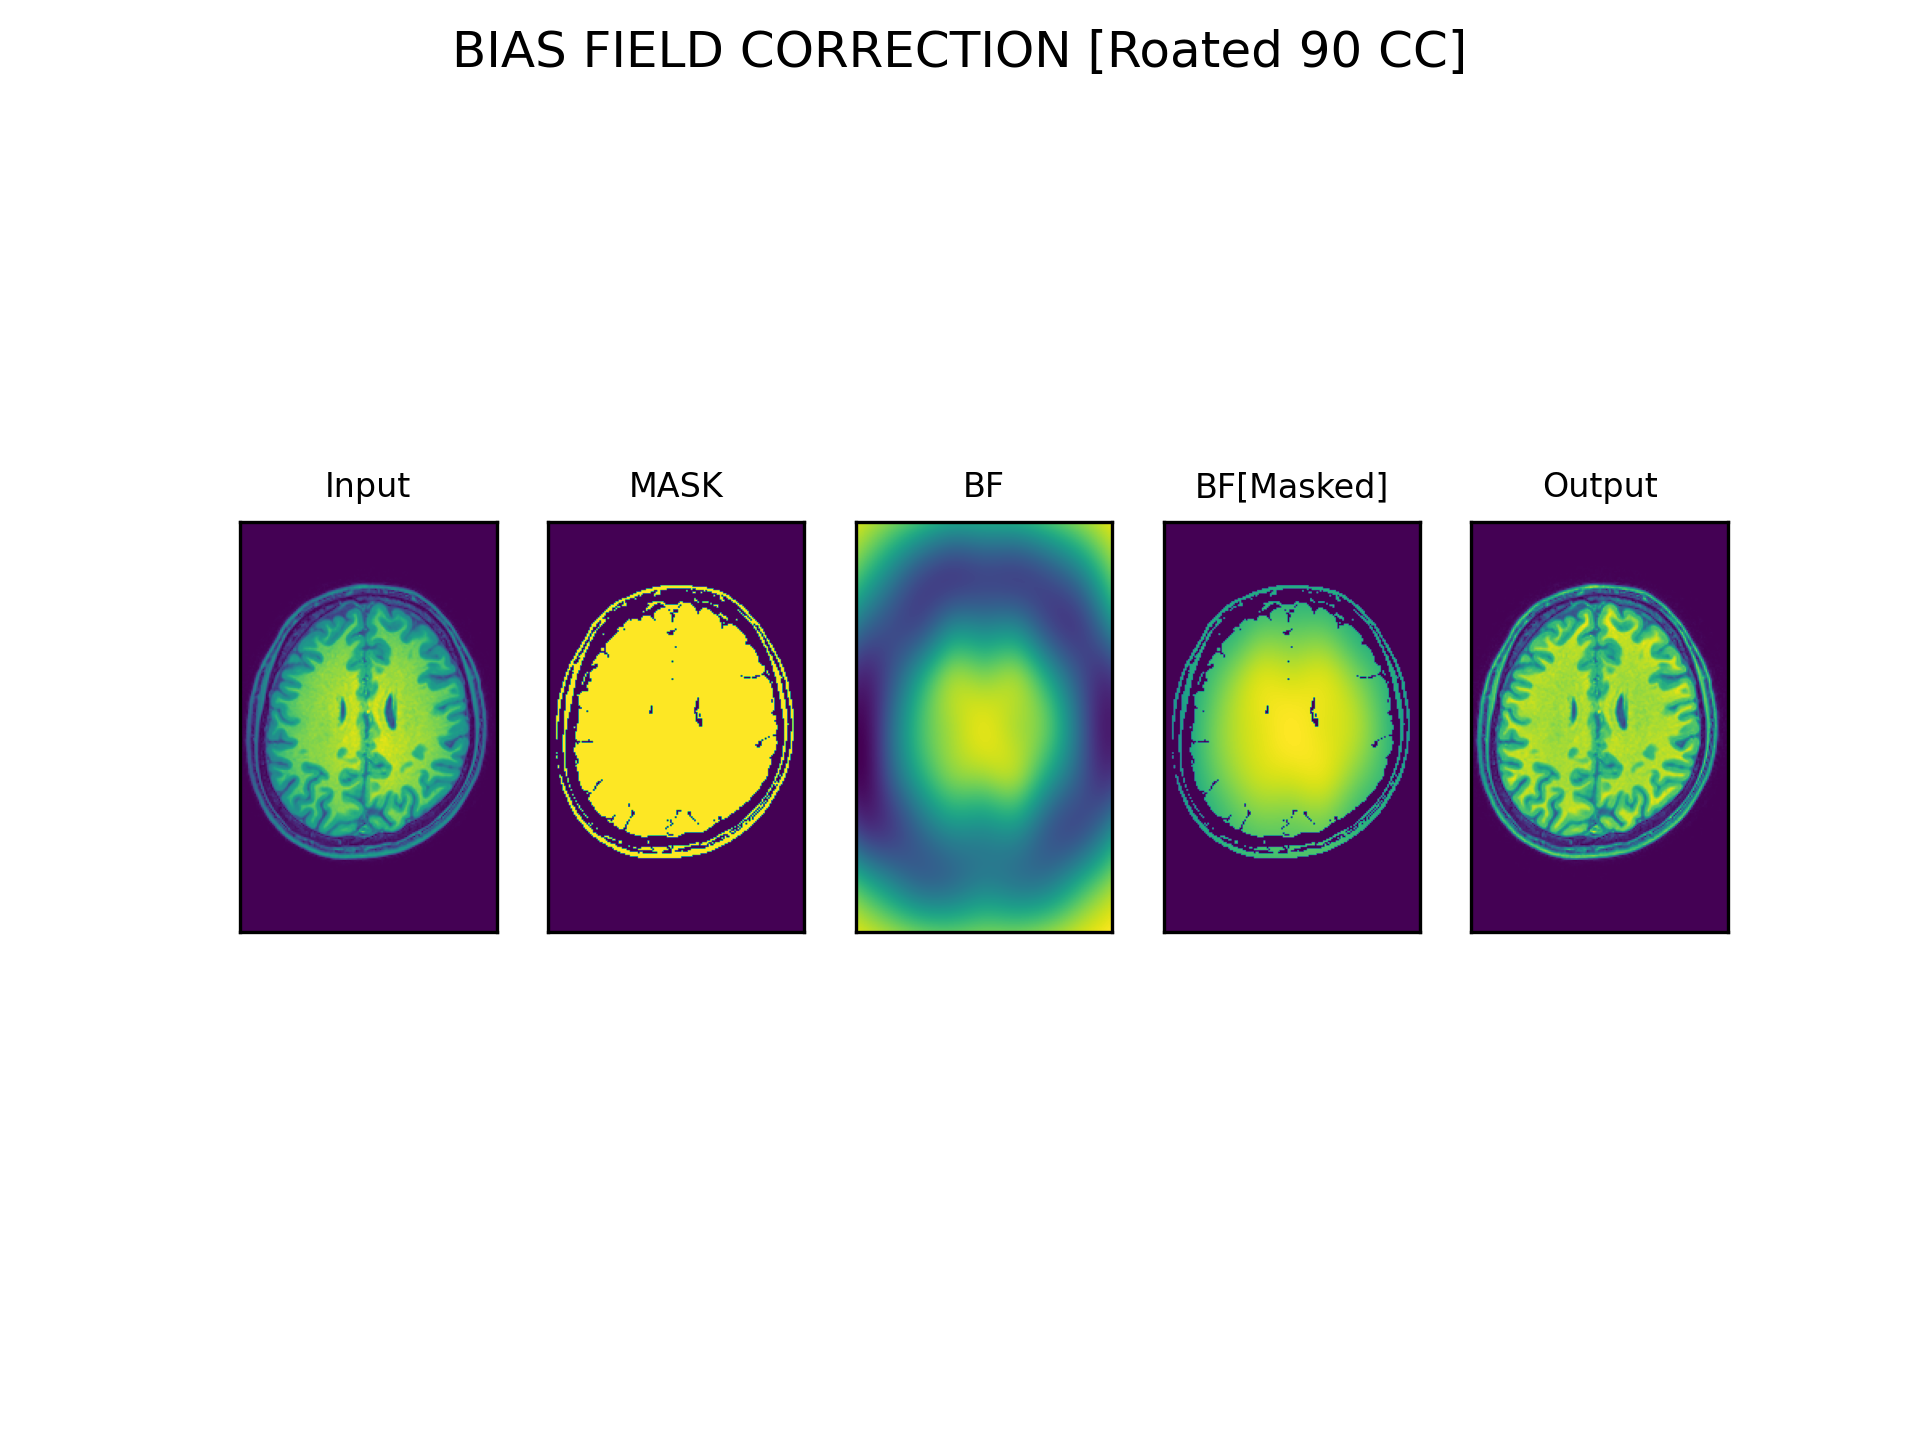 BIAS FIELD CORRECTION [Roated 90 CC]
Input
MASK
BF
BF[Masked]
Output